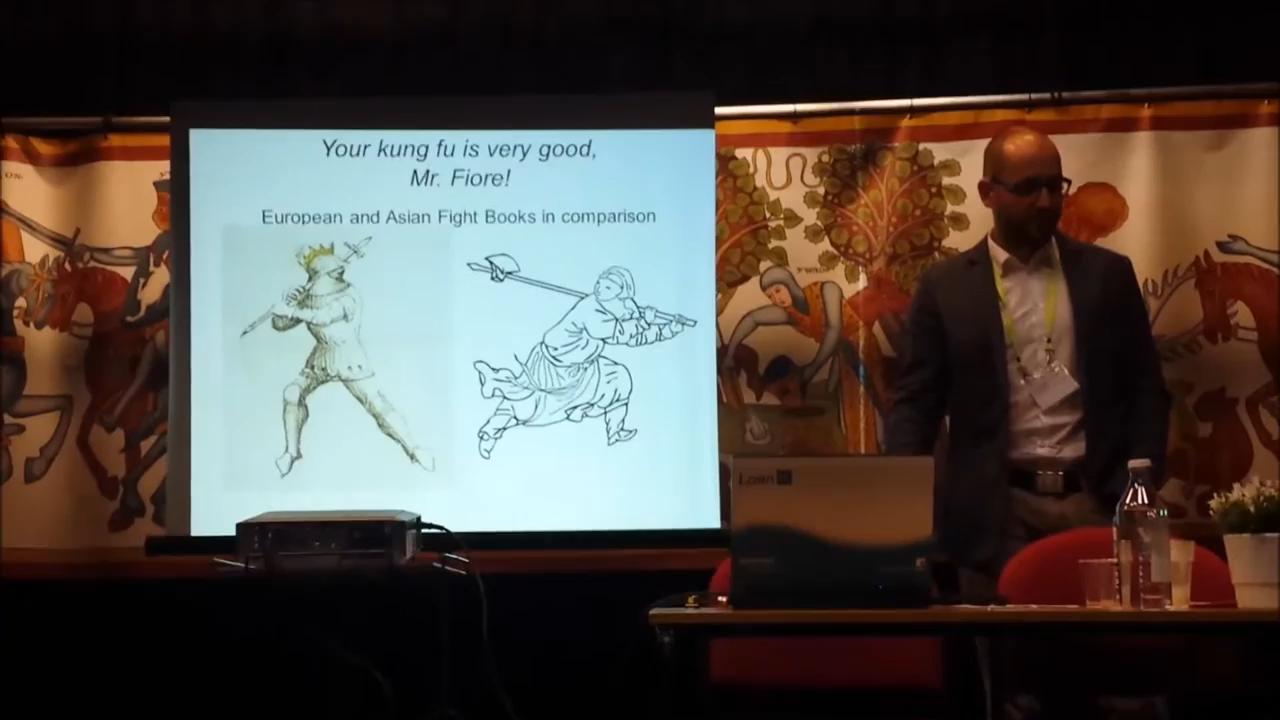 Your kung fu is very good,
Mr. Fiore!
European and Asian Fight Books in comparison